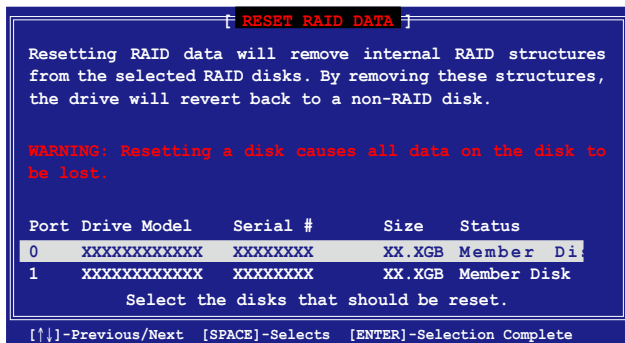 [ RESET RAID DATA ]
Resetting RAID data will remove internal RAID structures
from the selected RAID disks. By removing these structures,
the drive will revert back to a non-RAID disk.
WARNING: Resetting a disk causes all data on the disk to
be lost.
Port Drive Model Serial # Size Status
0 XXXXXXXXXXXX XXXXXXXX XX.XGB Member Di
1 XXXXXXXXXXXX XXXXXXXX XX.XGB Member Disk
Select the disks that should be reset.
[↑↓]-Previous/Next [SPACE]-Selects [ENTER]-Selection Complete